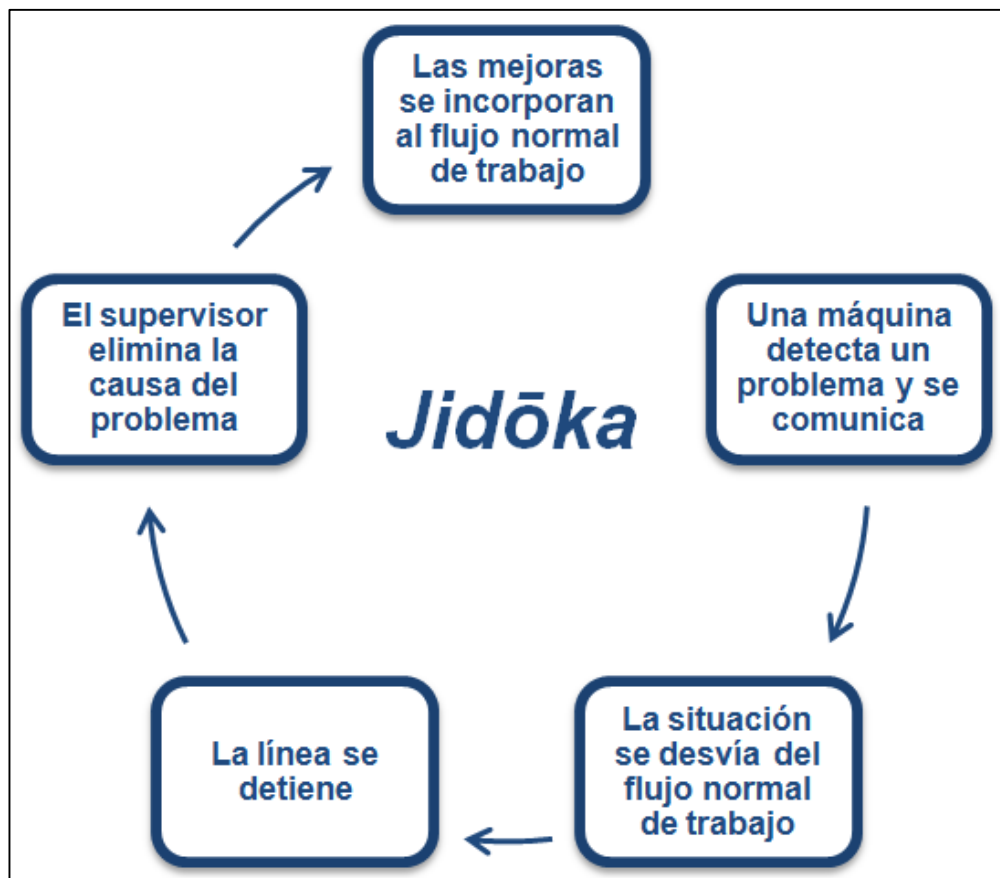 Las mejoras
se incorporan
al flujo normal
de trabajo
El supervisor
elimina la
causa del
problema
Jidōka
Una máquina
detecta un
problema y se
comunica
La línea se
detiene
La situación
se desvía del
flujo normal
de trabajo